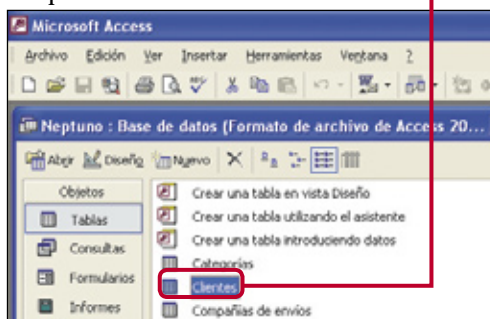 Microsoft Access
Archivo Edición Ver Insertar Herramientas Ventana ?
Neptuno : Base de datos (Formato de archivo de Access 20...
Abrir Diseño Nuevo
Objetos
Crear una tabla en vista Diseño
Tablas
Crear una tabla utilizando el asistente
Crear una tabla introduciendo datos
Consultas
Categorías
Formularios
Clientes
Informes
Compañías de envíos